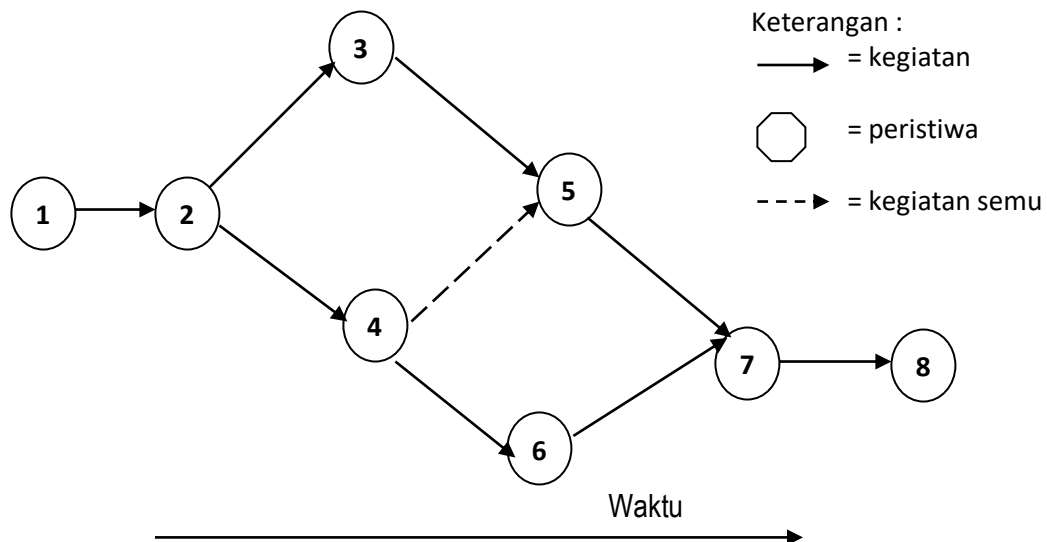 Keterangan :
= kegiatan
= peristiwa
= kegiatan semu
3
5
1
2
4
7
8
6
Waktu